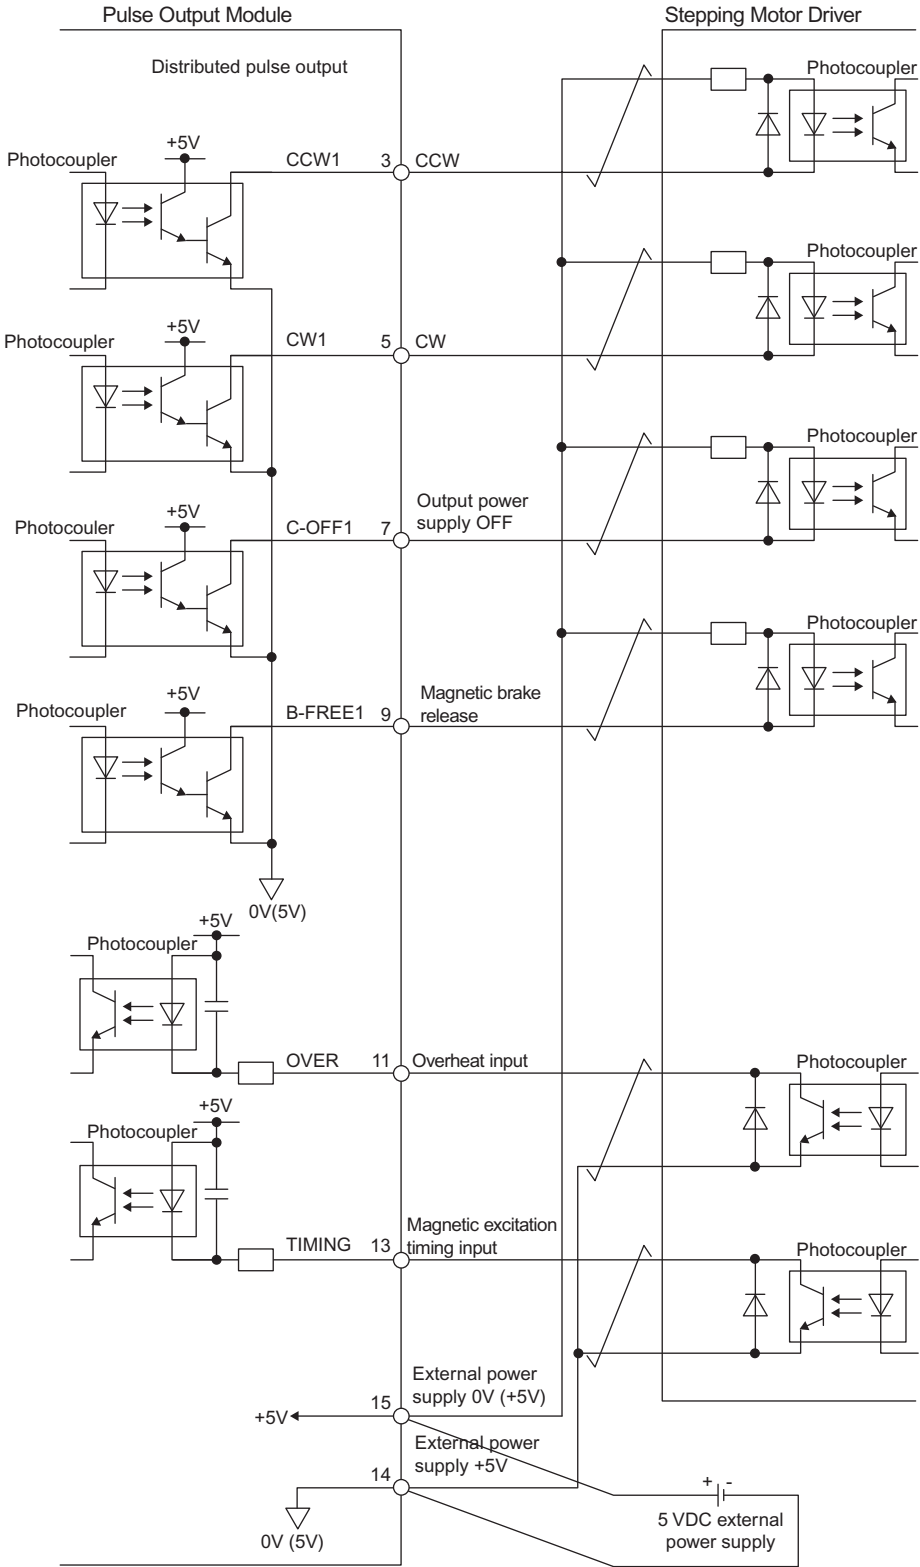 Pulse Output Module
Stepping Motor Driver
Distributed pulse output
Photocoupler
+5V
Photocoupler
CCW1
3
CCW
Photocoupler
+5V
Photocoupler
CW1
5
CW
Photocoupler
+5V
Photocouler
C-OFF1
7
Output power
supply OFF
Photocoupler
+5V
Photocoupler
B-FREE1
9
Magnetic brake
release
0V(5V)
+5V
Photocoupler
OVER
11
Overheat input
Photocoupler
+5V
Photocoupler
TIMING
13
Magnetic excitation
timing input
Photocoupler
External power
supply 0V (+5V)
15
+5V
External power
supply +5V
14
0V (5V)
+ -
5 VDC external
power supply